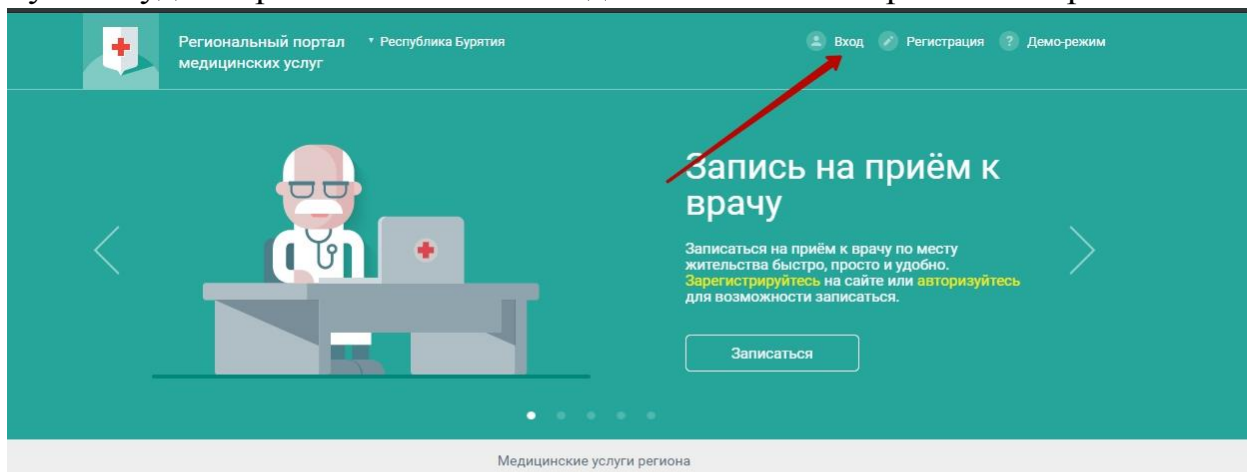 Региональный портал
медицинских услуг
Республика Бурятия
Вход Регистрация ? Демо-режим
Запись на приём к
врачу
Записаться на приём к врачу по месту
жительства быстро, просто и удобно.
Зарегистрируйтесь на сайте или авторизуйтесь
для возможности записаться.
Записаться
Медицинские услуги региона